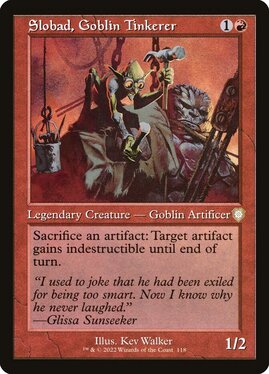 Slobad, Goblin Tinkerer 1
Legendary Creature — Goblin Artificer
Sacrifice an artifact: Target artifact
gains indestructible until end of
turn.
"I used to joke that he had been exiled
for being too smart. Now I know why
he never laughed."
—Glissa Sunseeker
Illus. Kev Walker
™ & © 2022 Wizards of the Coast 118
1/2